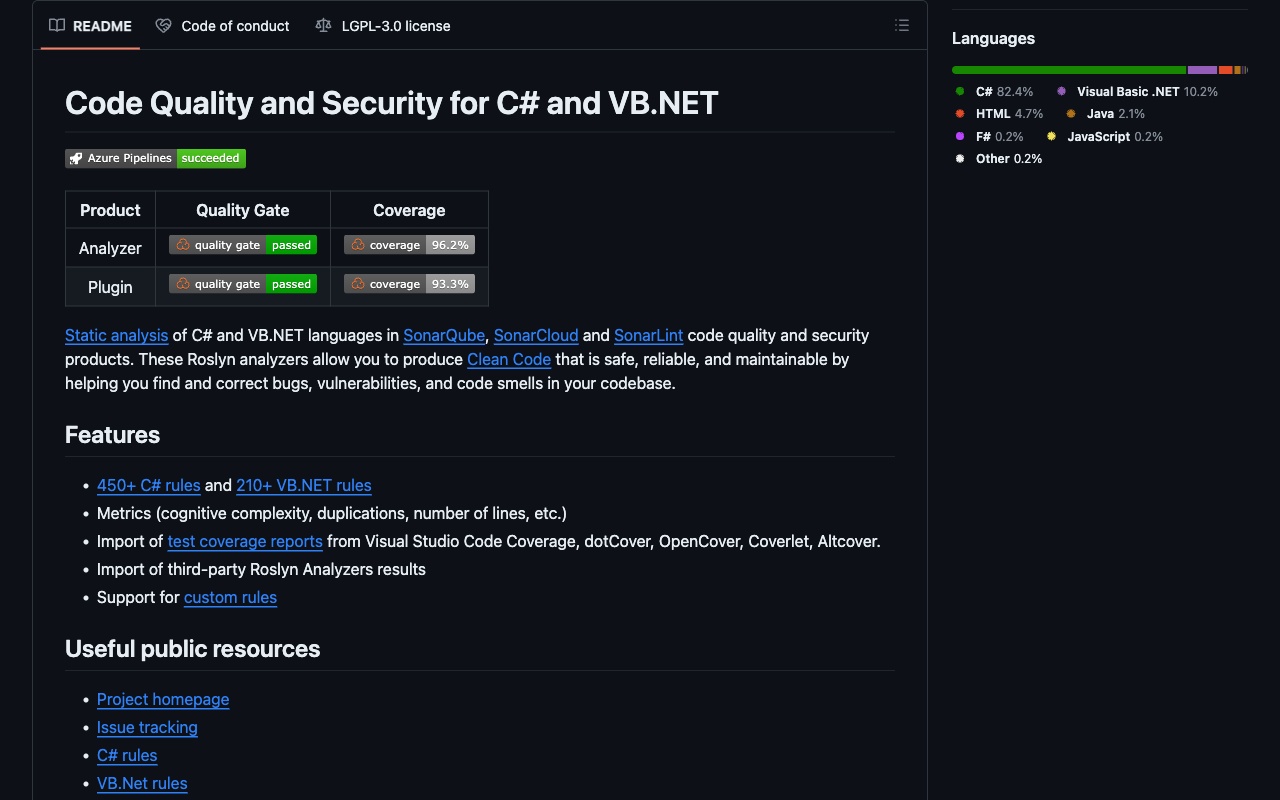 README Code of conduct LGPL-3.0 license
Code Quality and Security for C# and VB.NET
Azure Pipelines succeeded
Product Quality Gate Coverage
Analyzer quality gate passed coverage 96.2%
Plugin quality gate passed coverage 93.3%
Static analysis of C# and VB.NET languages in SonarQube, SonarCloud and SonarLint code quality and security
products. These Roslyn analyzers allow you to produce Clean Code that is safe, reliable, and maintainable by
helping you find and correct bugs, vulnerabilities, and code smells in your codebase.
Features
• 450+ C# rules and 210+ VB.NET rules
• Metrics (cognitive complexity, duplications, number of lines, etc.)
• Import of test coverage reports from Visual Studio Code Coverage, dotCover, OpenCover, Coverlet, Altcover.
• Import of third-party Roslyn Analyzers results
• Support for custom rules
Useful public resources
• Project homepage
• Issue tracking
• C# rules
• VB.Net rules
Languages
C# 82.4% Visual Basic .NET 10.2%
HTML 4.7% Java 2.1%
F# 0.2% JavaScript 0.2%
Other 0.2%